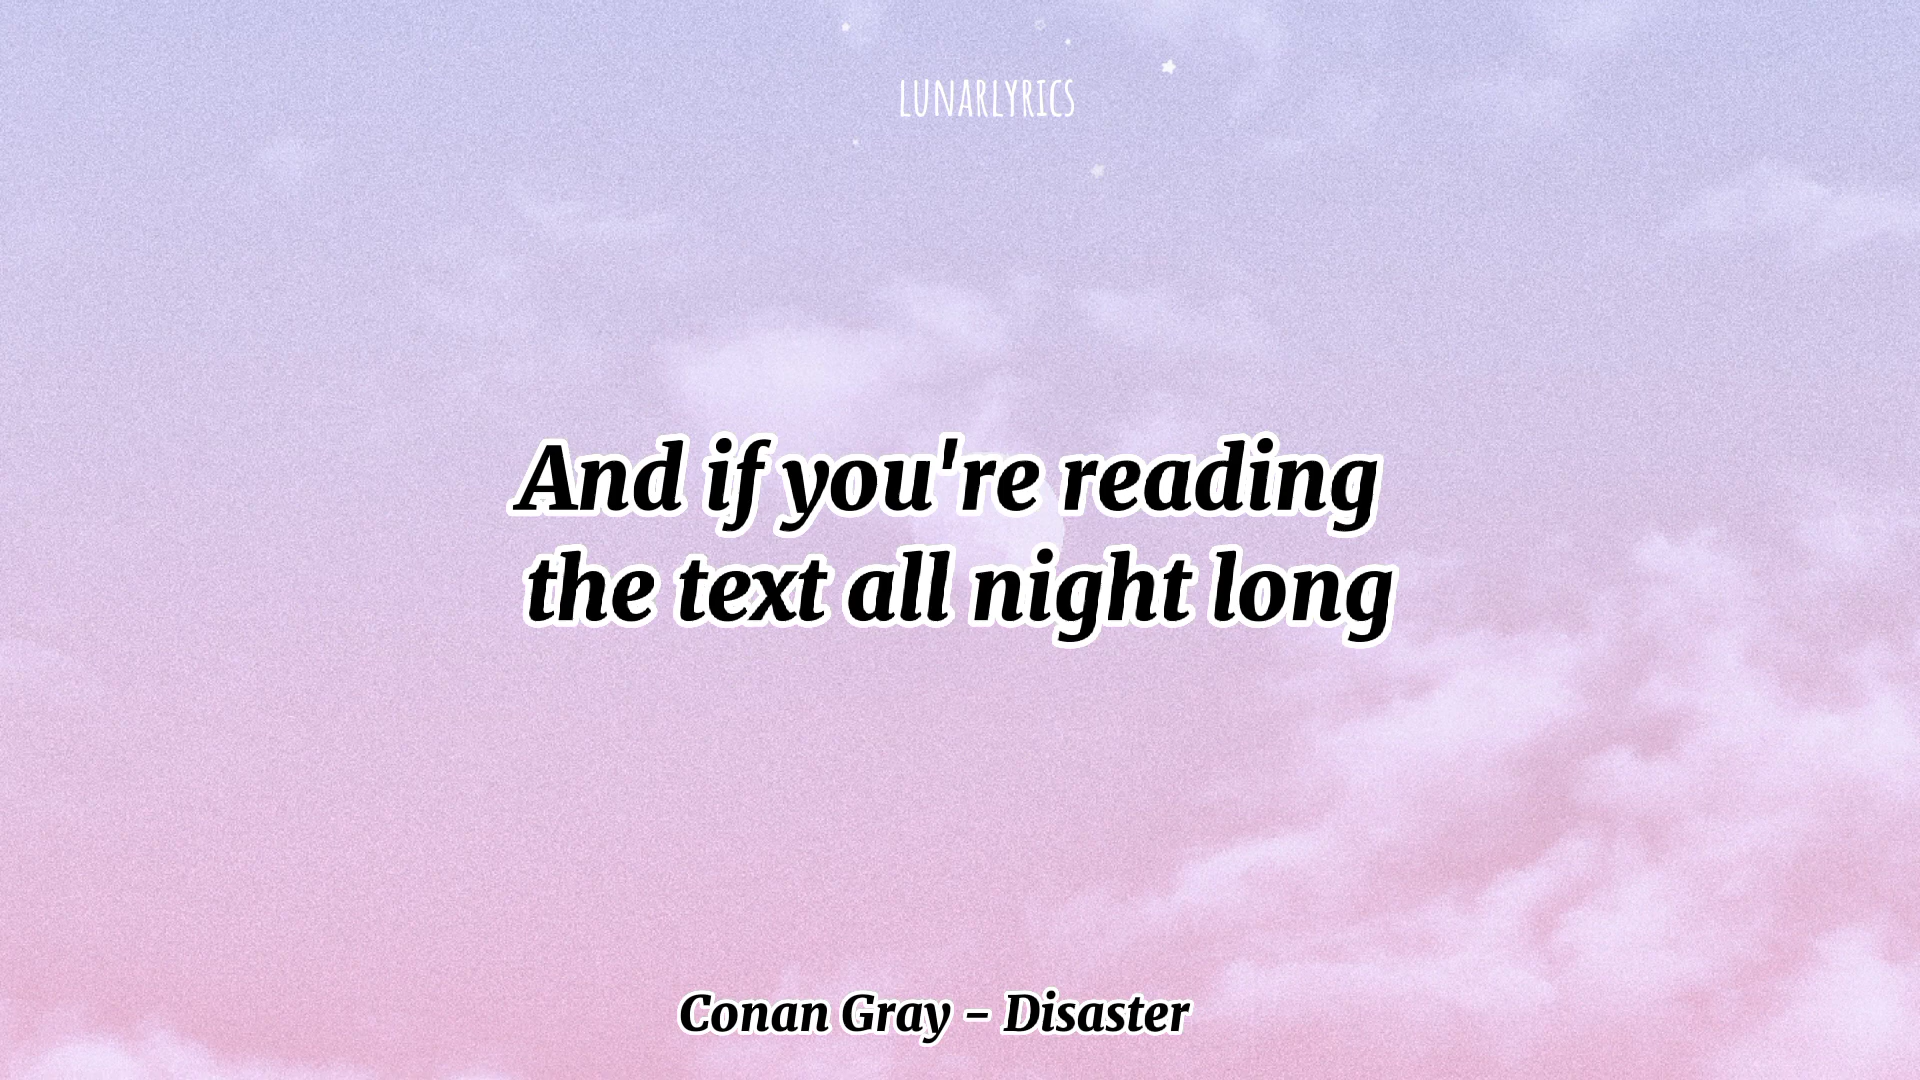 LUNARLYRICS
And if you're reading
the text all night long
Conan Gray - Disaster